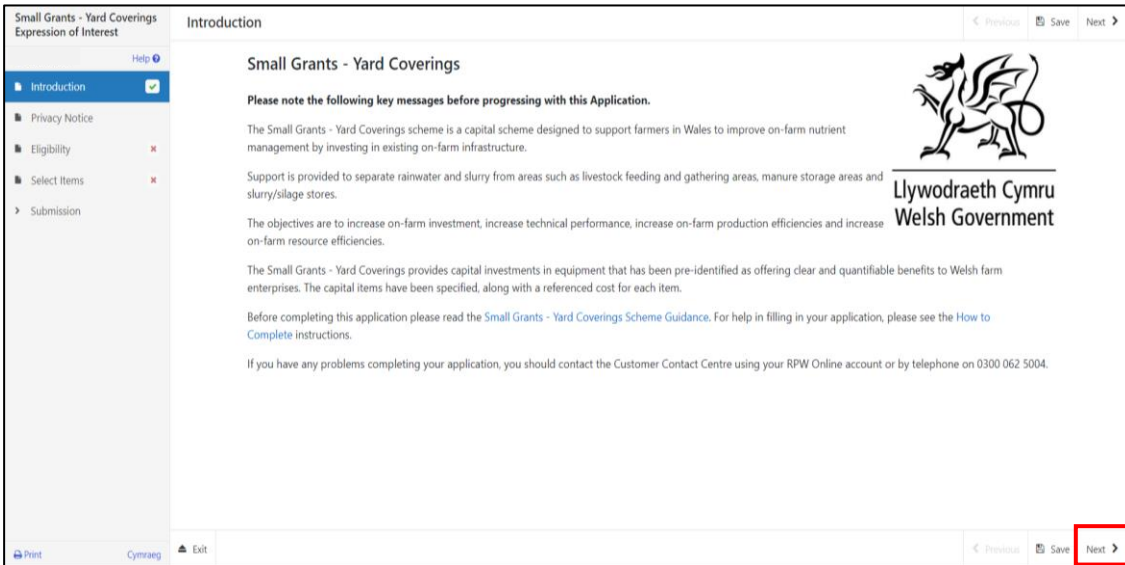 Small Grants - Yard Coverings
Expression of Interest
Help
Introduction
Privacy Notice
Eligibility
Select Items
Submission
Print
Cymraeg
Introduction
Previous
Save
Next
Small Grants - Yard Coverings
Please note the following key messages before progressing with this Application.
The Small Grants - Yard Coverings scheme is a capital scheme designed to support farmers in Wales to improve on-farm nutrient
management by investing in existing on-farm infrastructure.
Support is provided to separate rainwater and slurry from areas such as livestock feeding and gathering areas, manure storage areas and
slurry/silage stores.
The objectives are to increase on-farm investment, increase technical performance, increase on-farm production efficiencies and increase
on-farm resource efficiencies.
The Small Grants - Yard Coverings provides capital investments in equipment that has been pre-identified as offering clear and quantifiable benefits to Welsh farm
enterprises. The capital items have been specified, along with a referenced cost for each item.
Before completing this application please read the Small Grants - Yard Coverings Scheme Guidance. For help in filling in your application, please see the How to
Complete instructions.
If you have any problems completing your application, you should contact the Customer Contact Centre using your RPW Online account or by telephone on 0300 062 5004.
Llywodraeth Cymru
Welsh Government
Exit
Previous
Save
Next